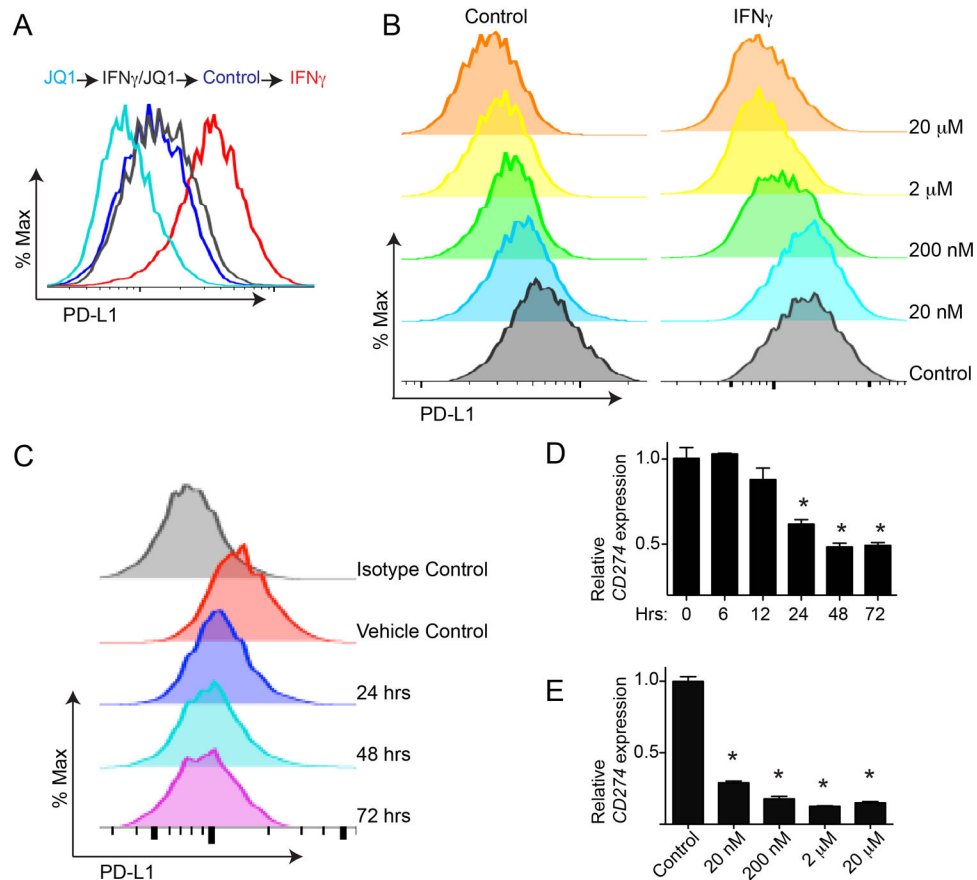 A
JQ1 → IFNγ/JQ1 → Control → IFNγ
% Max
PD-L1
B
Control
IFNγ
20 μM
2 μM
200 nM
20 nM
Control
% Max
PD-L1
C
Isotype Control
Vehicle Control
24 hrs
48 hrs
72 hrs
% Max
PD-L1
D
Relative
CD274 expression
1.0
0.5
Hrs: 0 6 12 24 48 72
* * *
E
Relative
CD274 expression
1.0
0.5
* * * *
Control 20 nM 200 nM 2 μM 20 μM